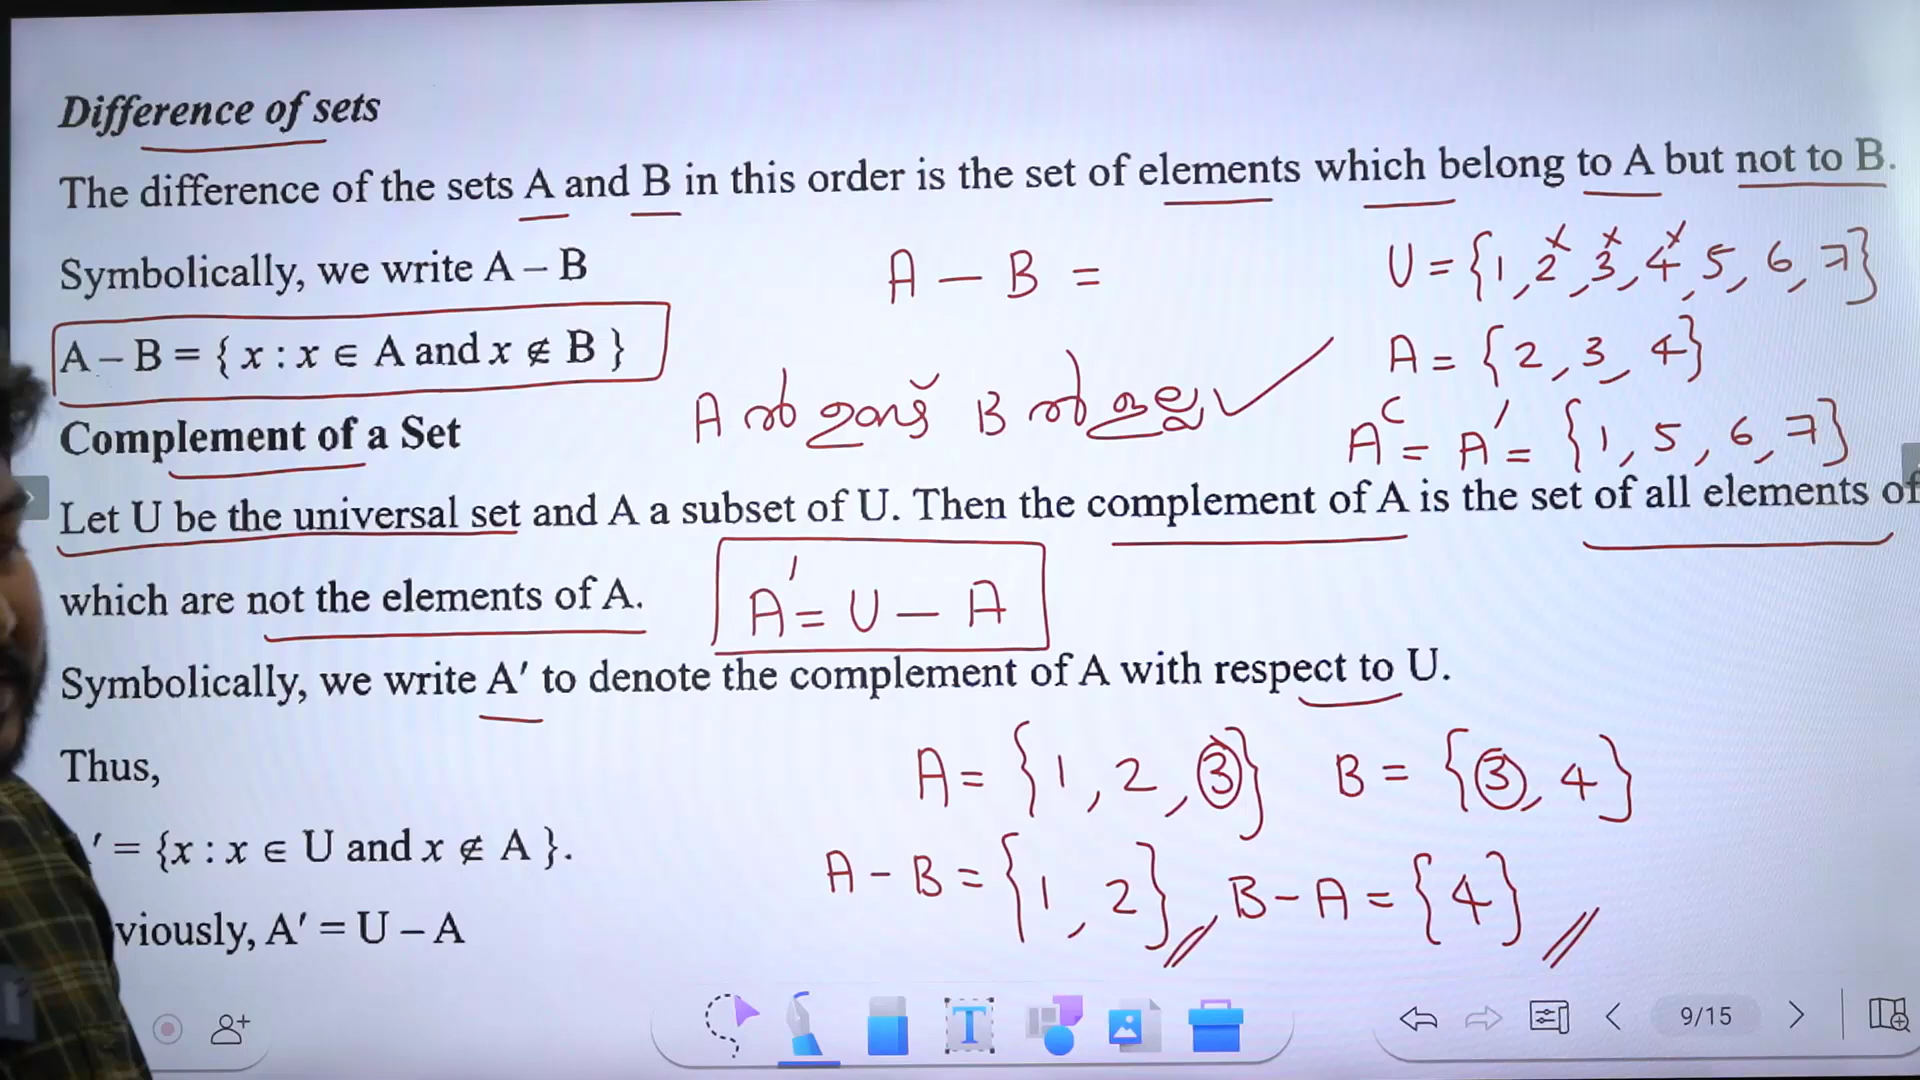 Difference of sets
The difference of the sets A and B in this order is the set of elements which belong to A but not to B.
Symbolically, we write A – B
A – B =
U = {1, 2, 3, 4, 5, 6, 7}
A – B = { x : x ∈ A and x ∉ B }
A = {2, 3, 4}
A ൽ ഉണ്ട് B ൽ ഇല്ല
Aᶜ = A′ = {1, 5, 6, 7}
Complement of a Set
Let U be the universal set and A a subset of U. Then the complement of A is the set of all elements of
which are not the elements of A.
A′ = U – A
Symbolically, we write A′ to denote the complement of A with respect to U.
Thus,
A = {1, 2, 3} B = {3, 4}
′ = {x : x ∈ U and x ∉ A }.
A – B = {1, 2}, B – A = {4}
viously, A′ = U – A
9/15